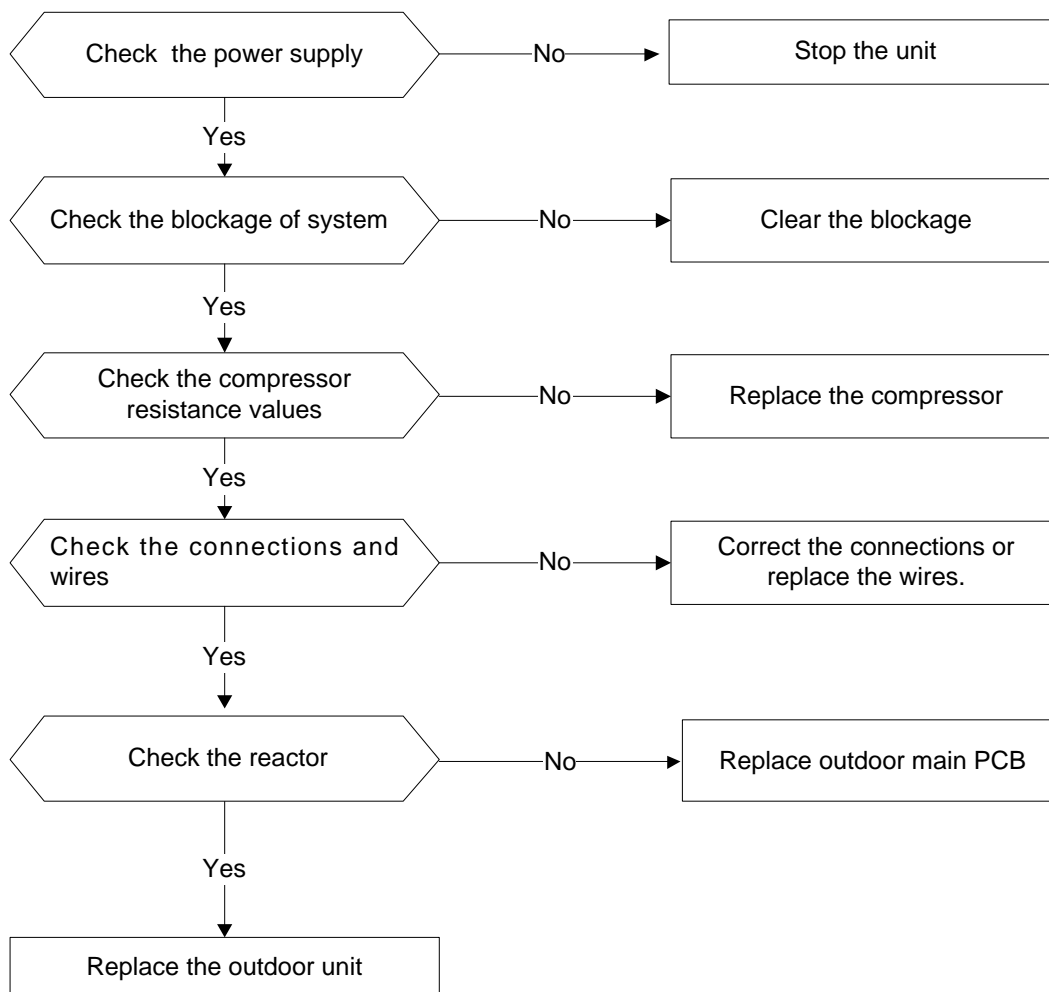 Check the power supply
No
Stop the unit
Yes
Check the blockage of system
No
Clear the blockage
Yes
Check the compressor
resistance values
No
Replace the compressor
Yes
Check the connections and
wires
No
Correct the connections or
replace the wires.
Yes
Check the reactor
No
Replace outdoor main PCB
Yes
Replace the outdoor unit